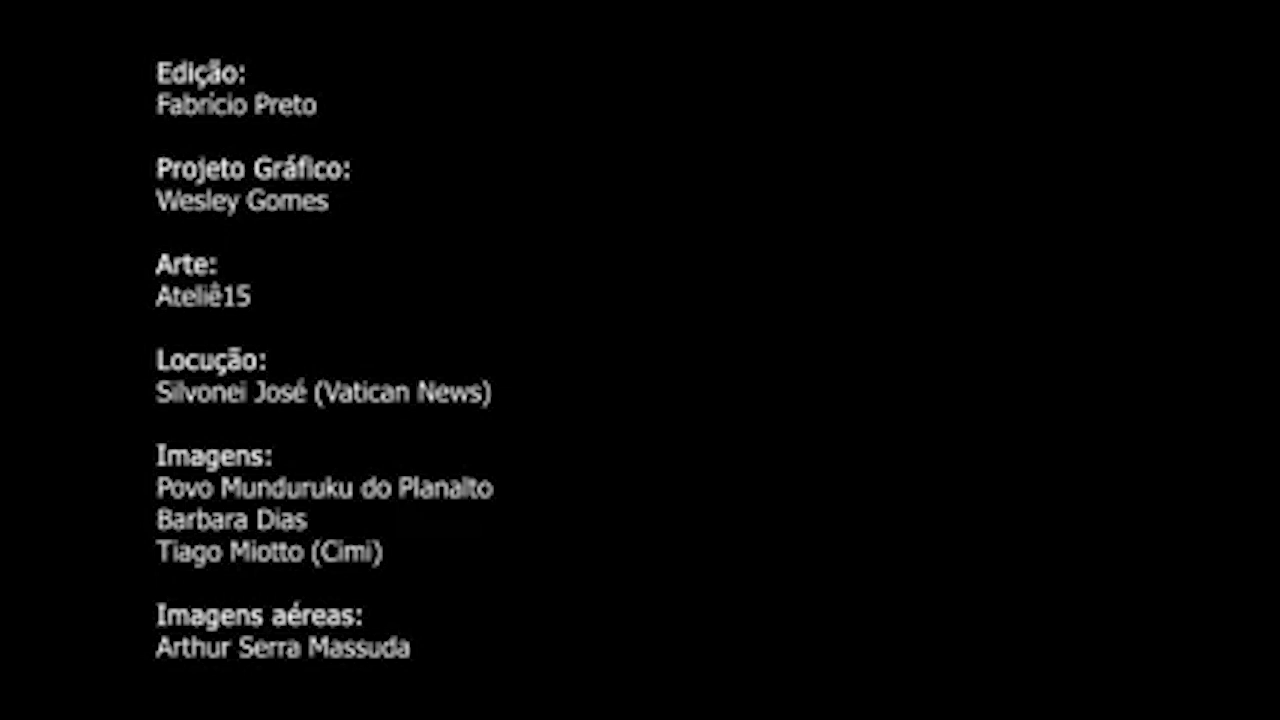 Edição:
Fabrício Preto
Projeto Gráfico:
Wesley Gomes
Arte:
Ateliê15
Locução:
Silvonei José (Vatican News)
Imagens:
Povo Munduruku do Planalto
Barbara Dias
Tiago Miotto (Cimi)
Imagens aéreas:
Arthur Serra Massuda